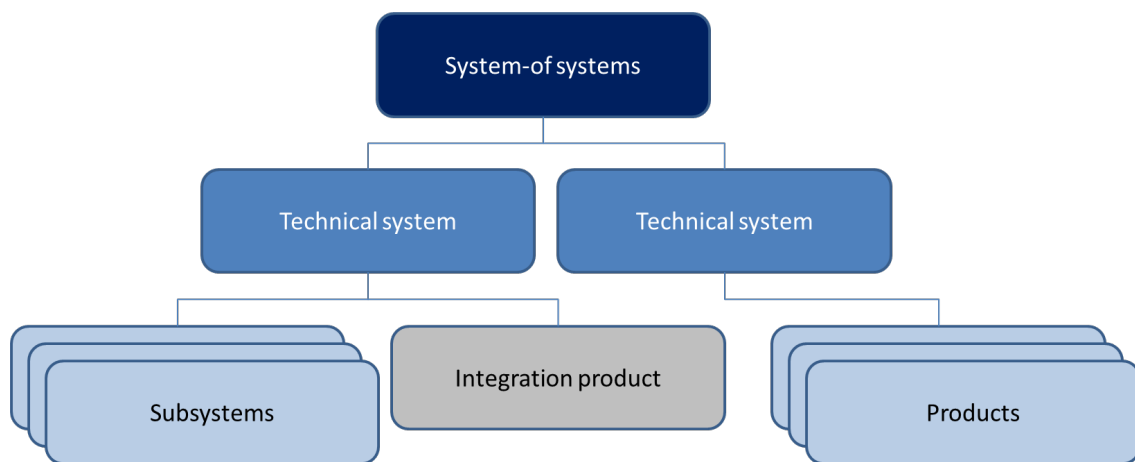 System-of systems
Technical system
Technical system
Subsystems
Integration product
Products